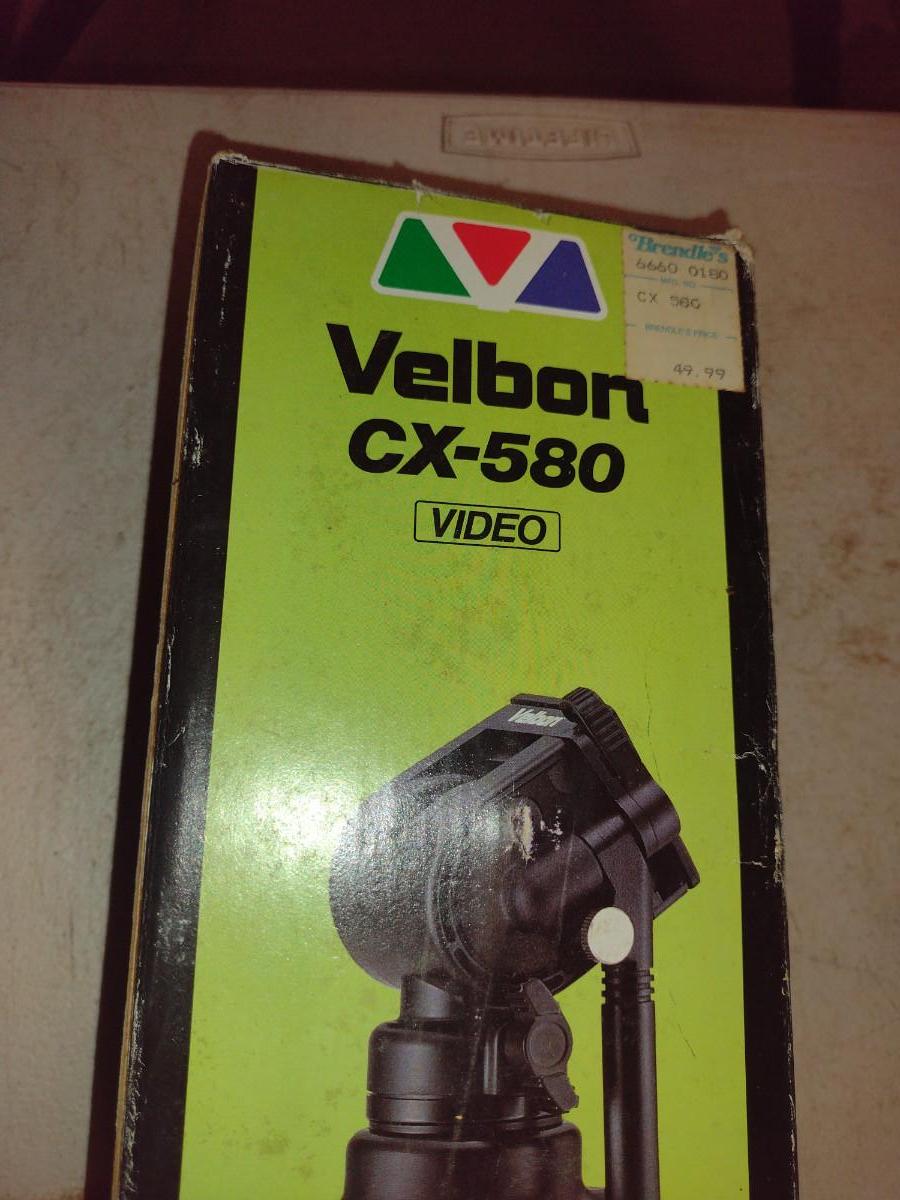 Brendle's
6660 0180
MFG. NO.
CX 580
BRENDLE'S PRICE
49.99
Velbon
CX-580
VIDEO
Velbon